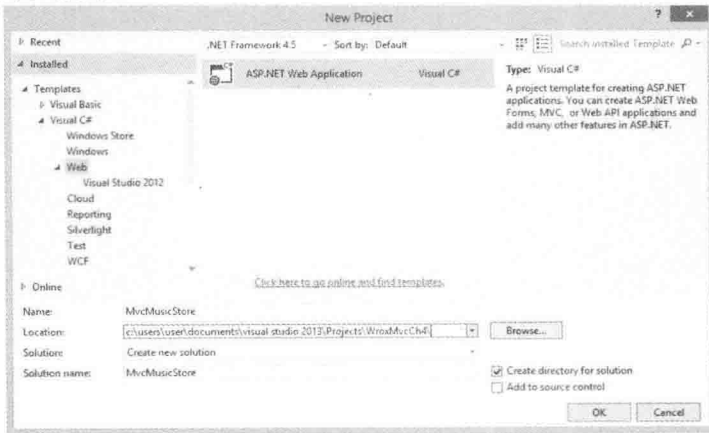 New Project
? ×
Recent
.NET Framework 4.5
Sort by: Default
Search Installed Template
Installed
ASP.NET Web Application
Visual C#
Type: Visual C#
A project template for creating ASP.NET
applications. You can create ASP.NET Web
Forms, MVC, or Web API applications and
add many other features in ASP.NET.
Templates
Visual Basic
Visual C#
Windows Store
Windows
Web
Visual Studio 2012
Cloud
Reporting
Silverlight
Test
WCF
Online
Click here to go online and find templates.
Name:
MvcMusicStore
Location:
c:\users\user\documents\visual studio 2013\Projects\WroxMvcCh4\
Browse...
Solution:
Create new solution
Solution name:
MvcMusicStore
Create directory for solution
Add to source control
OK
Cancel